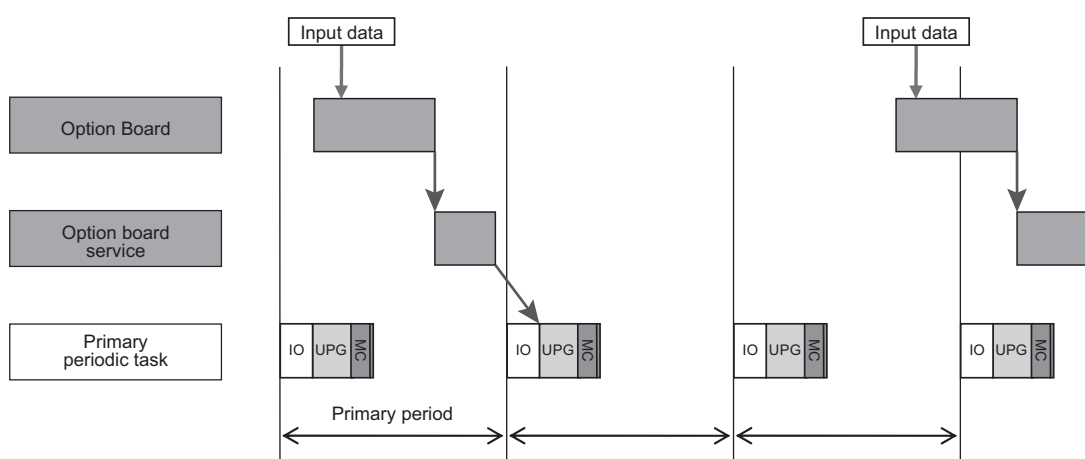 Input data
Input data
Option Board
Option board
service
Primary
periodic task
IO UPG MC
IO UPG MC
IO UPG MC
IO UPG MC
Primary period